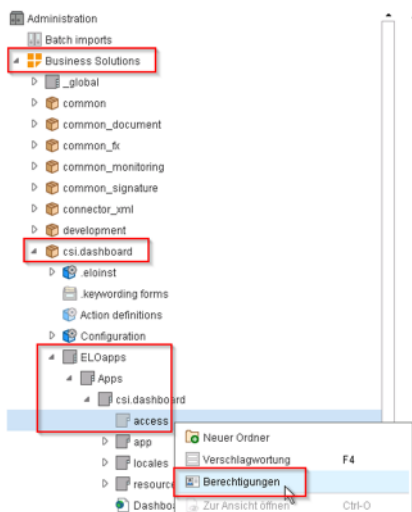 Administration
Batch imports
Business Solutions
_global
common
common_document
common_fx
common_monitoring
common_signature
connector_xml
development
csi.dashboard
.eloinst
.keywording forms
Action definitions
Configuration
ELOapps
Apps
csi.dashboard
access
app
Neuer Ordner
locales
Verschlagwortung F4
resource
Berechtigungen
Dashbo
Zur Ansicht öffnen Ctrl-O